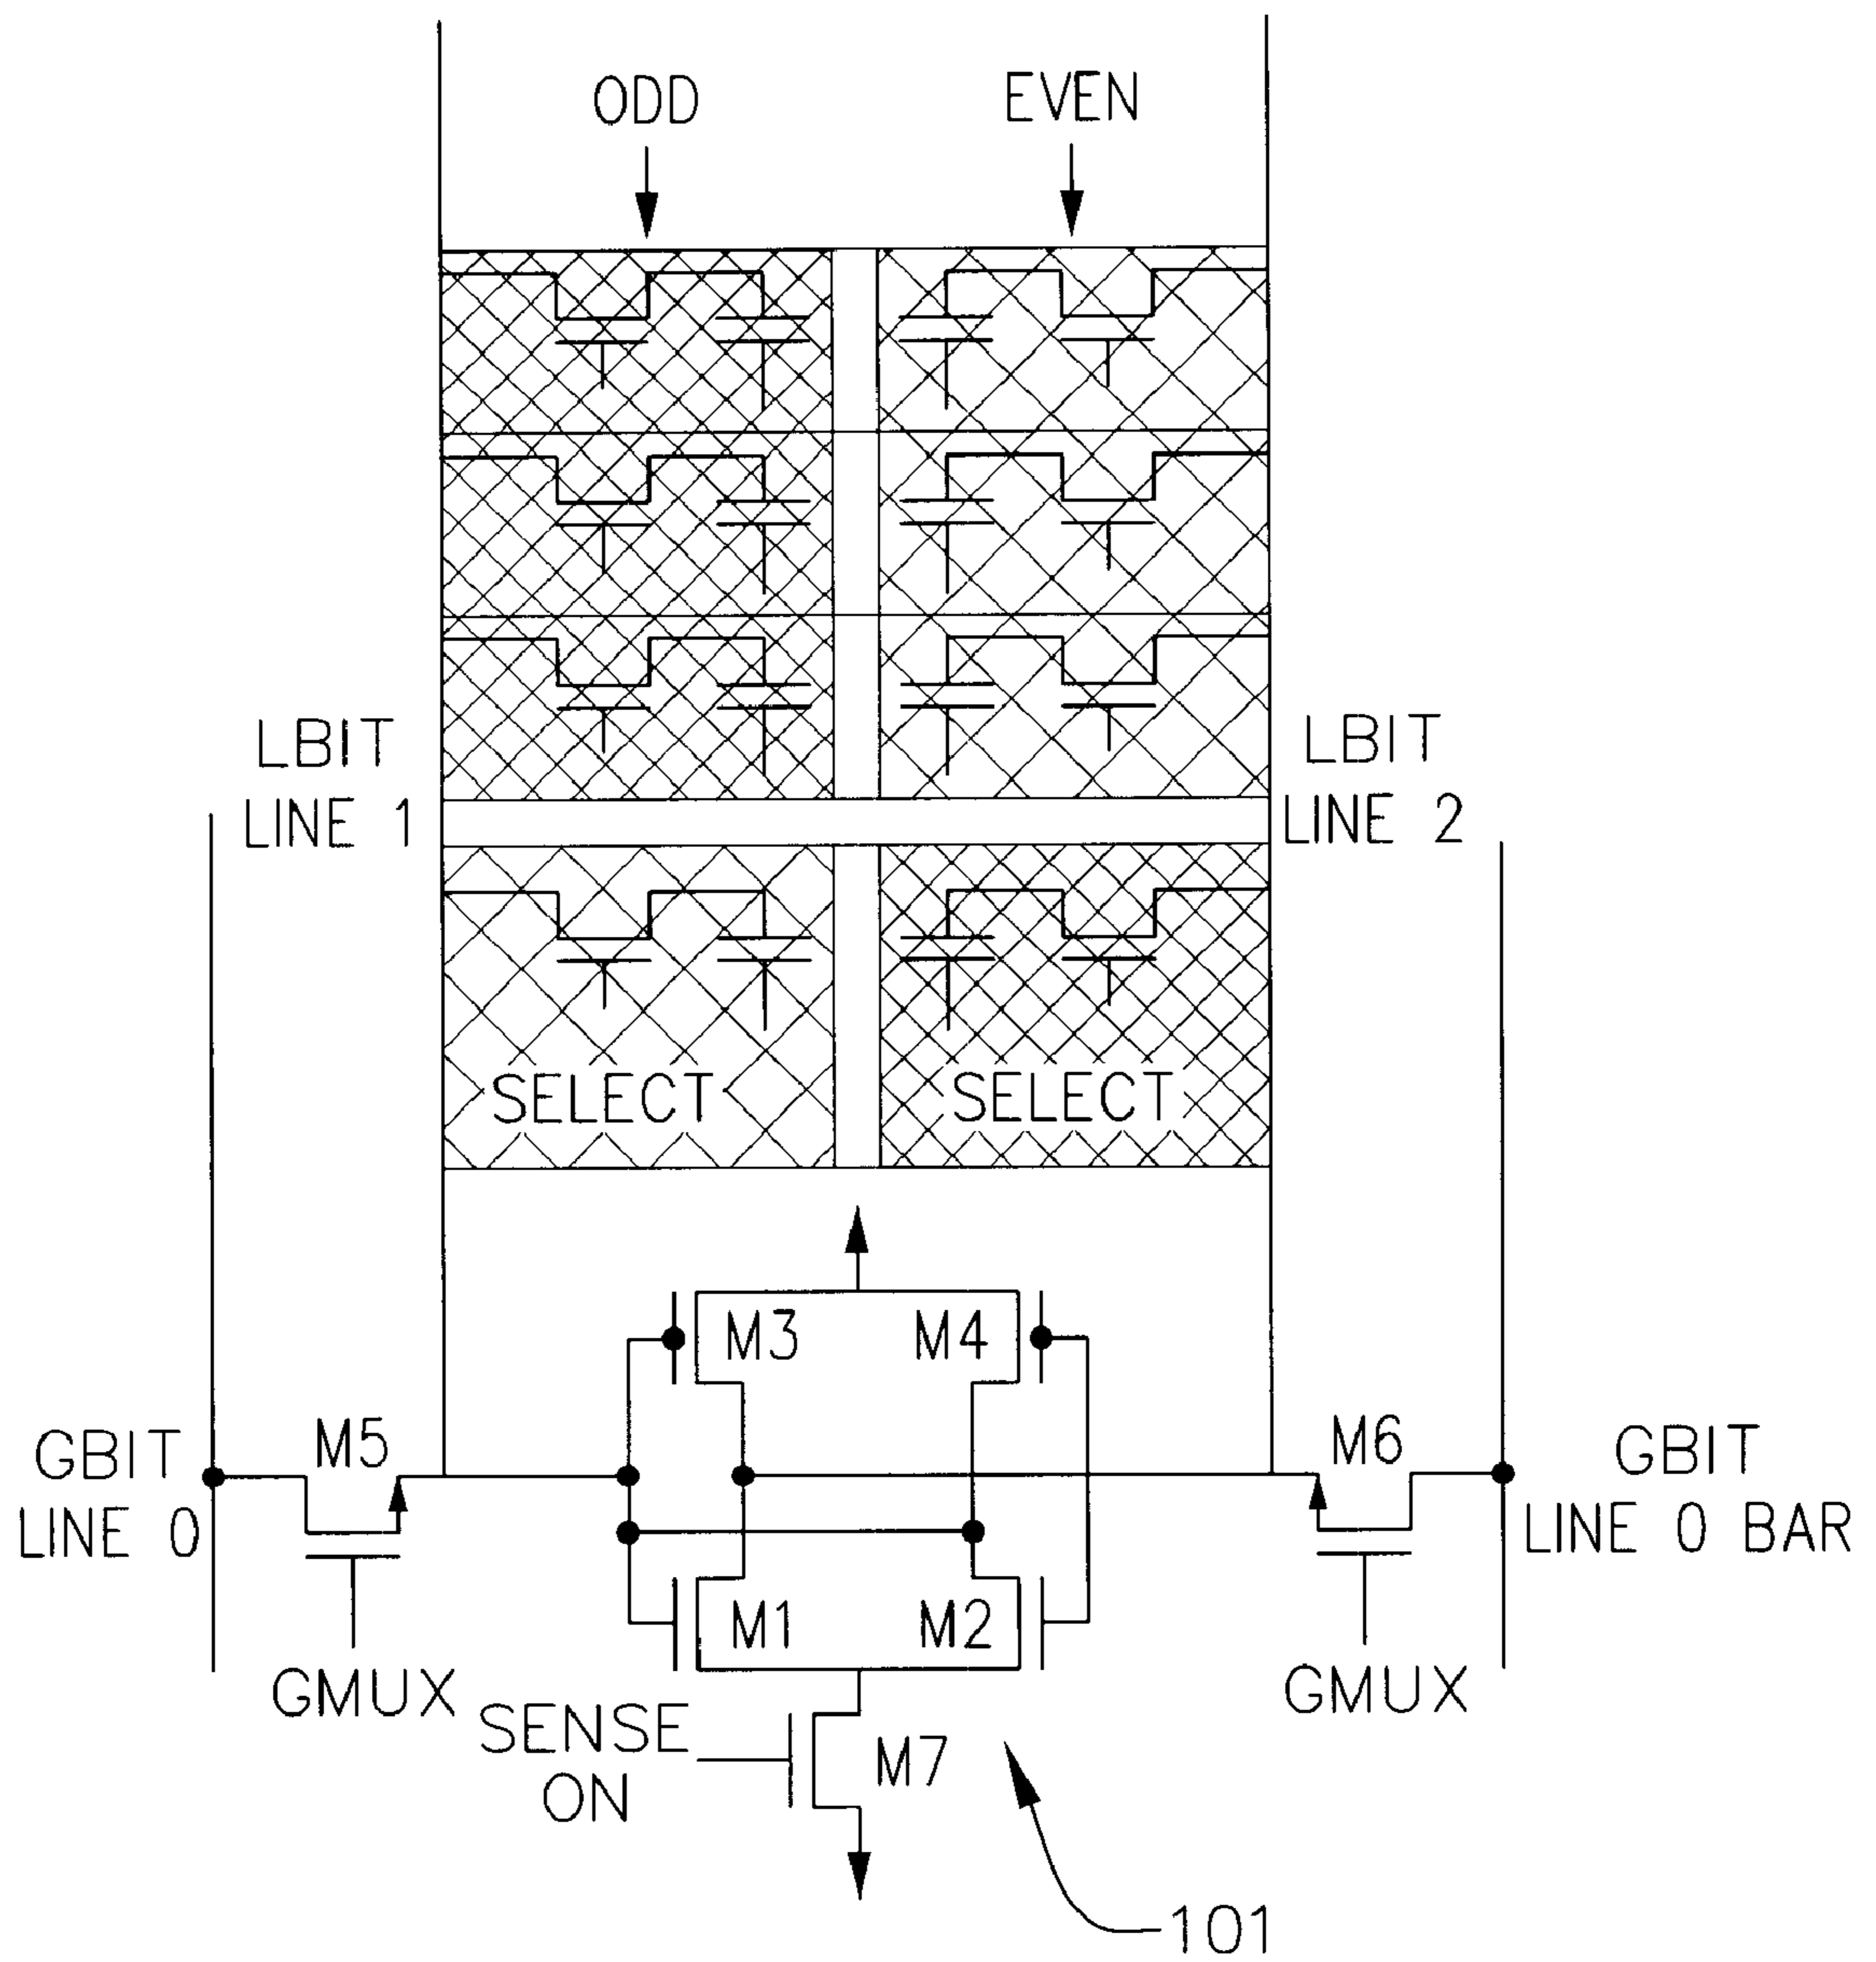 ODD
EVEN
LBIT
LINE 1
LBIT
LINE 2
SELECT
SELECT
M3
M4
GBIT
LINE 0
M5
M6
GBIT
LINE 0 BAR
M1
M2
GMUX
GMUX
SENSE
ON
M7
101